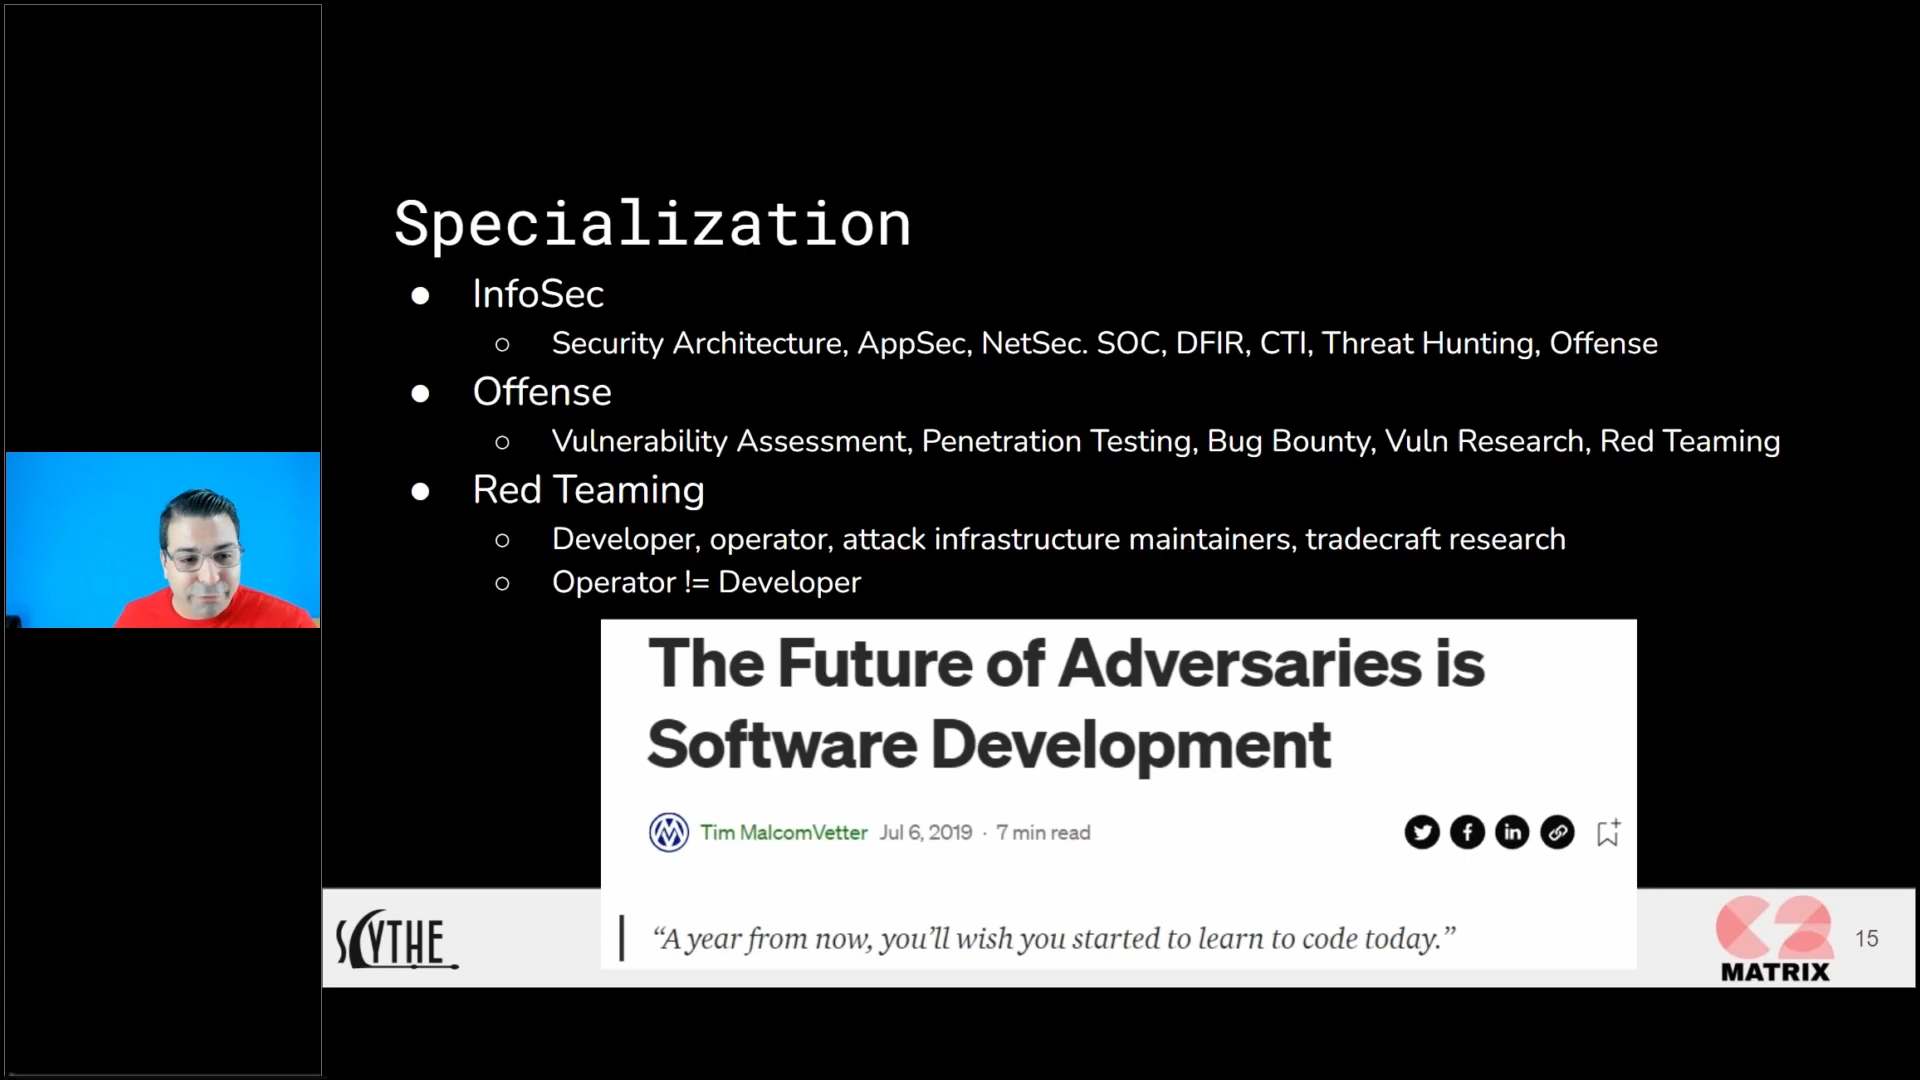 Specialization
InfoSec
Security Architecture, AppSec, NetSec. SOC, DFIR, CTI, Threat Hunting, Offense
Offense
Vulnerability Assessment, Penetration Testing, Bug Bounty, Vuln Research, Red Teaming
Red Teaming
Developer, operator, attack infrastructure maintainers, tradecraft research
Operator != Developer
The Future of Adversaries is
Software Development
Tim MalcomVetter Jul 6, 2019 · 7 min read
“A year from now, you’ll wish you started to learn to code today.”
SCYTHE
C2
MATRIX
15